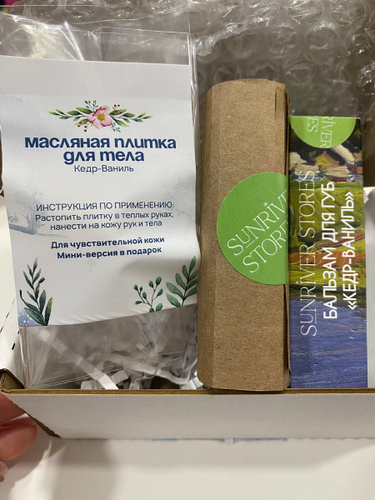 МАСЛЯНАЯ ПЛИТКА
ДЛЯ ТЕЛА
Кедр-Ваниль
ИНСТРУКЦИЯ ПО ПРИМЕНЕНИЮ:
Растопить плитку в теплых руках,
нанести на кожу рук и тела
Для чувствительной кожи
Мини-версия в подарок
SUNRIVER
STORES
SUNRIVER STORES
БАЛЬЗАМ ДЛЯ ГУБ
«КЕДР-ВАНИЛЬ»